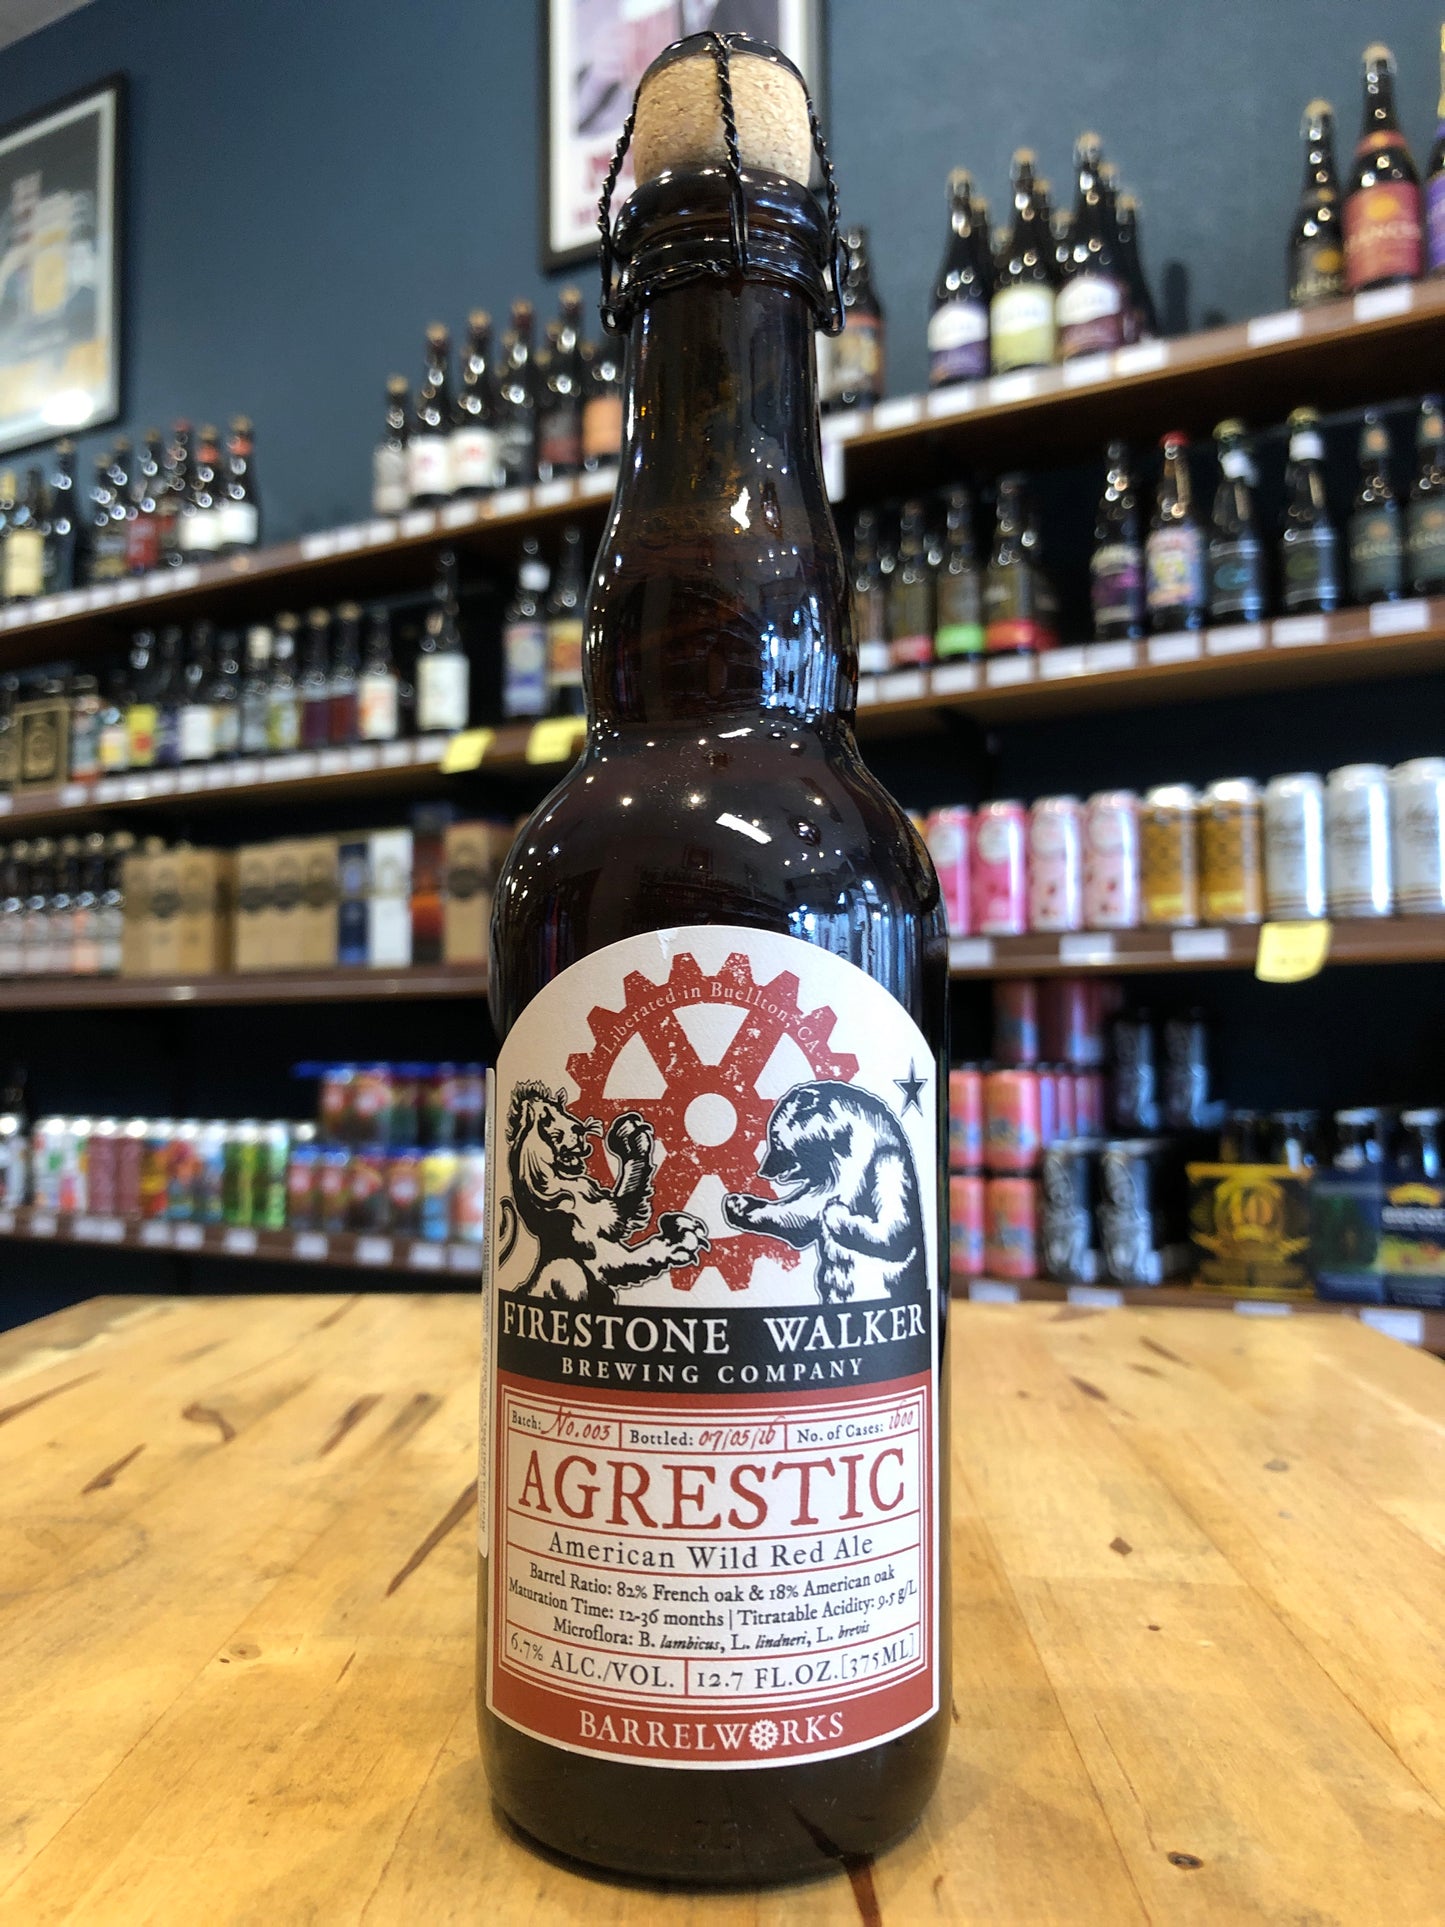 Liberated in Buellton, CA
FIRESTONE WALKER
BREWING COMPANY
Batch: No. 003 Bottled: 07/05/16 No. of Cases: 1600
AGRESTIC
American Wild Red Ale
Barrel Ratio: 82% French oak & 18% American oak
Maturation Time: 12-36 months | Titratable Acidity: 9.5 g/L
Microflora: B. lambicus, L. lindneri, L. brevis
6.7% ALC./VOL. 12.7 FL.OZ.[375ML]
BARRELWORKS